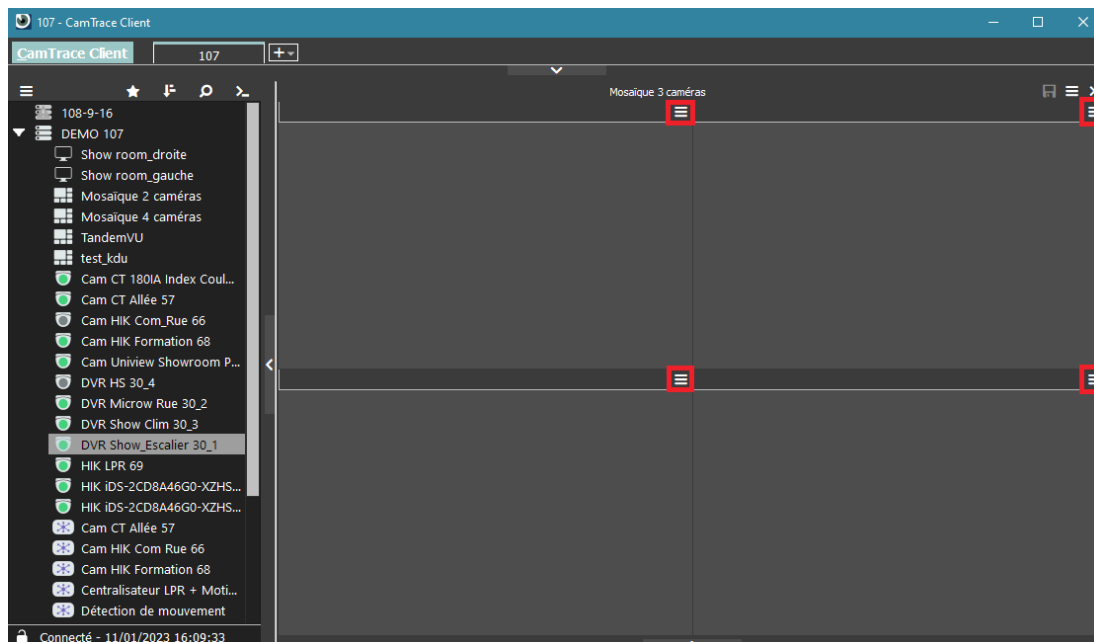 107 - CamTrace Client
CamTrace Client
107
Mosaïque 3 caméras
108-9-16
DEMO 107
Show room_droite
Show room_gauche
Mosaïque 2 caméras
Mosaïque 4 caméras
TandemVU
test_kdu
Cam CT 180IA Index Coul...
Cam CT Allée 57
Cam HIK Com_Rue 66
Cam HIK Formation 68
Cam Uniview Showroom P...
DVR HS 30_4
DVR Microw Rue 30_2
DVR Show Clim 30_3
DVR Show_Escalier 30_1
HIK LPR 69
HIK iDS-2CD8A46G0-XZHS...
HIK iDS-2CD8A46G0-XZHS...
Cam CT Allée 57
Cam HIK Com Rue 66
Cam HIK Formation 68
Centralisateur LPR + Moti...
Détection de mouvement
Connecté - 11/01/2023 16:09:33